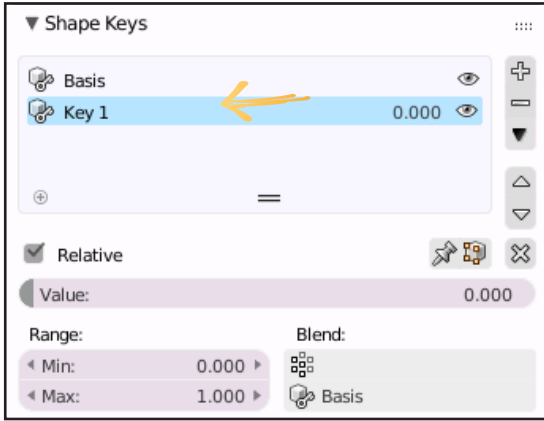 Shape Keys
Basis
Key 1 0.000
Relative
Value: 0.000
Range: Blend:
Min: 0.000
Max: 1.000 Basis